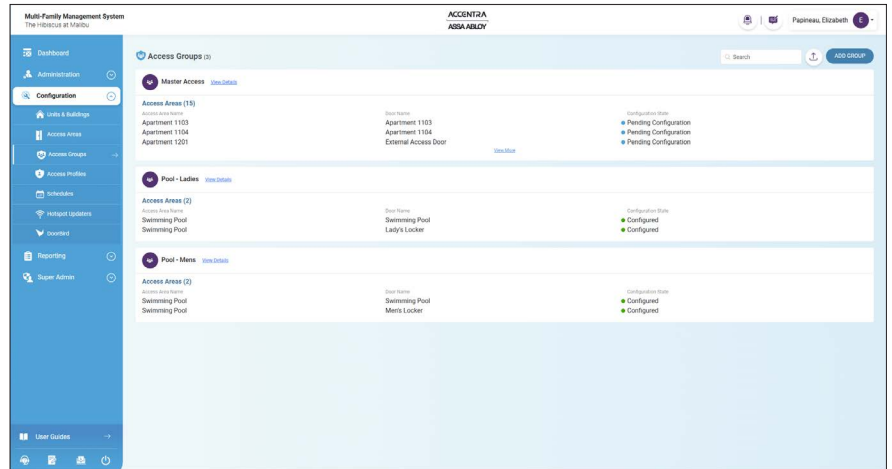 Multi-Family Management System
The Hibiscus at Malibu
ACCENTRA
ASSA ABLOY
Papineau, Elizabeth E
Dashboard
Administration
Configuration
Units & Buildings
Access Areas
Access Groups
Access Profiles
Schedules
Hotspot Updaters
DoorBird
Reporting
Super Admin
User Guides
Access Groups (3)
Search
ADD GROUP
Master Access View Details
Access Areas (15)
Access Area Name Door Name Configuration State
Apartment 1103 Apartment 1103 Pending Configuration
Apartment 1104 Apartment 1104 Pending Configuration
Apartment 1201 External Access Door Pending Configuration
View More
Pool - Ladies View Details
Access Areas (2)
Access Area Name Door Name Configuration State
Swimming Pool Swimming Pool Configured
Swimming Pool Lady's Locker Configured
Pool - Mens View Details
Access Areas (2)
Access Area Name Door Name Configuration State
Swimming Pool Swimming Pool Configured
Swimming Pool Men's Locker Configured